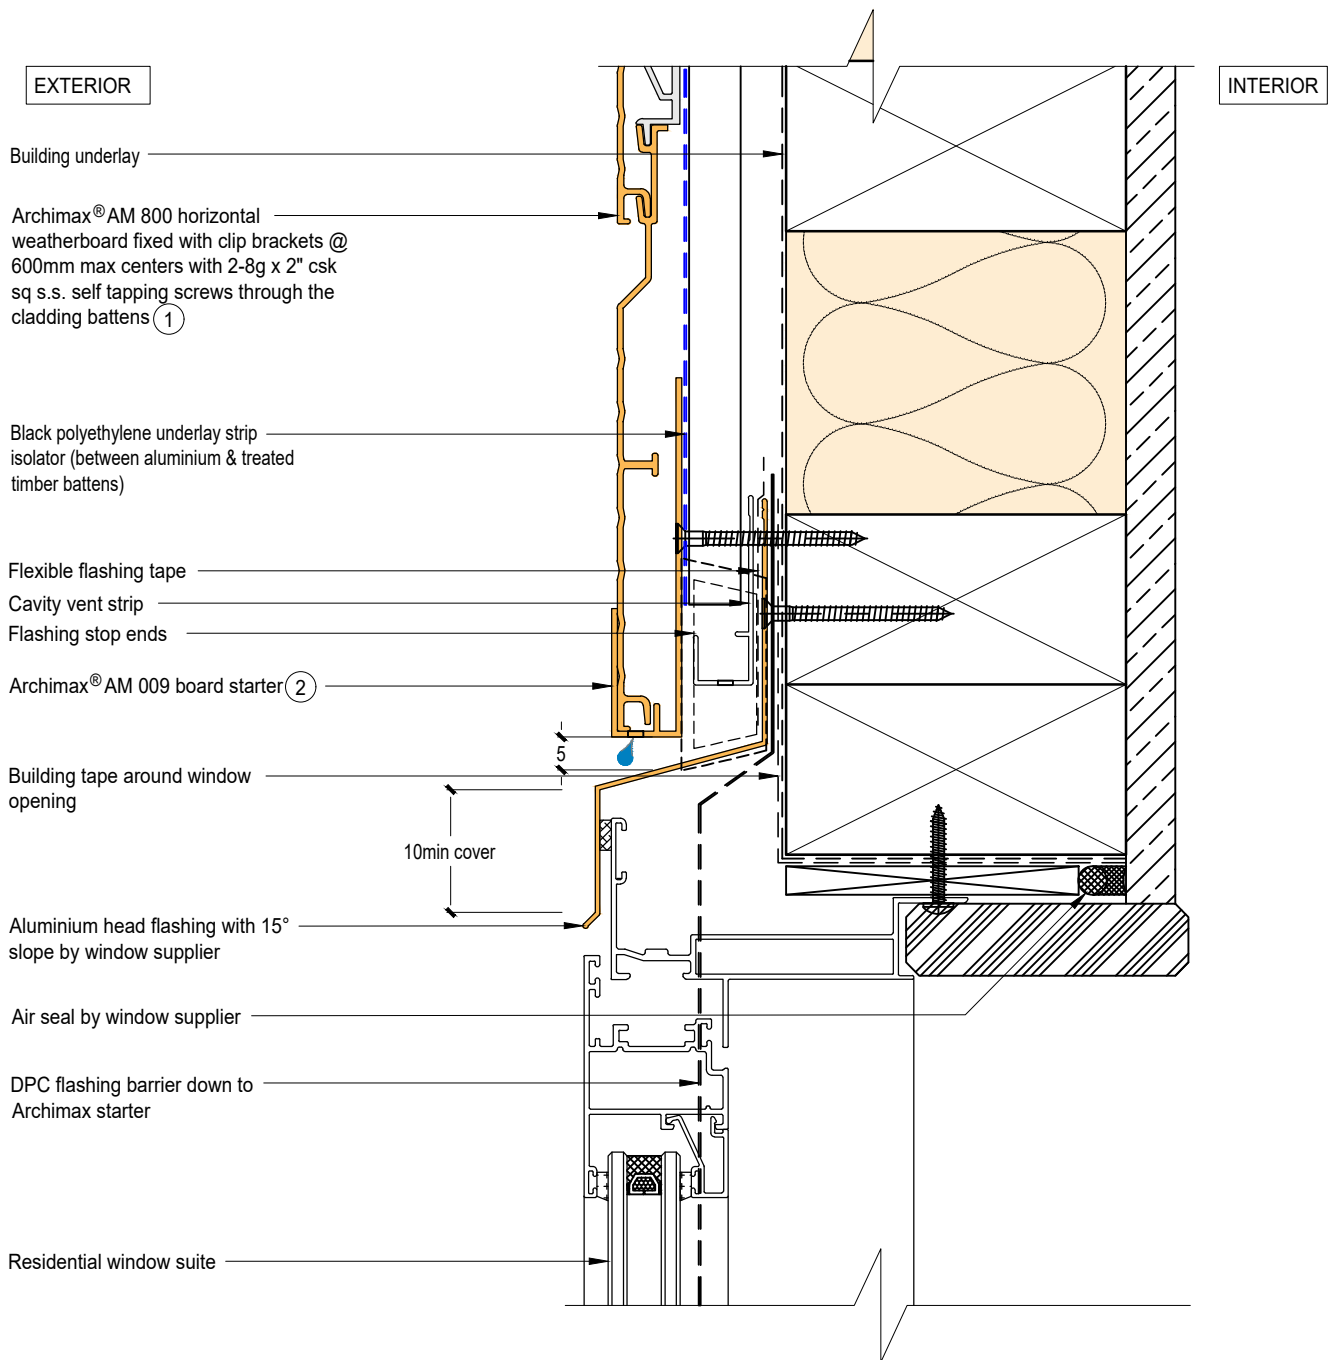 EXTERIOR
INTERIOR
Building underlay
Archimax® AM 800 horizontal
weatherboard fixed with clip brackets @
600mm max centers with 2-8g x 2" csk
sq s.s. self tapping screws through the
cladding battens 1
Black polyethylene underlay strip
isolator (between aluminium & treated
timber battens)
Flexible flashing tape
Cavity vent strip
Flashing stop ends
Archimax® AM 009 board starter 2
5
Building tape around window
opening
10min cover
Aluminium head flashing with 15°
slope by window supplier
Air seal by window supplier
DPC flashing barrier down to
Archimax starter
Residential window suite